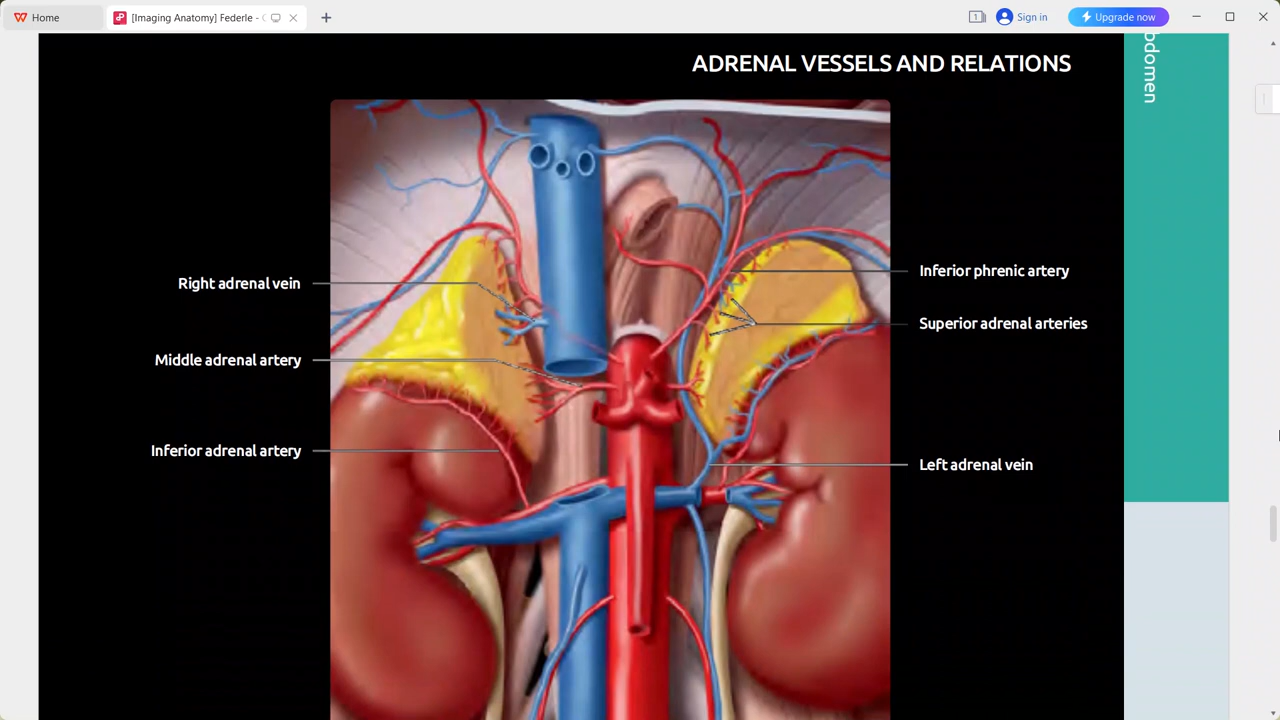 Home
[Imaging Anatomy] Federle -
1
Sign in
Upgrade now
ADRENAL VESSELS AND RELATIONS
Right adrenal vein
Middle adrenal artery
Inferior adrenal artery
Inferior phrenic artery
Superior adrenal arteries
Left adrenal vein
bdomen